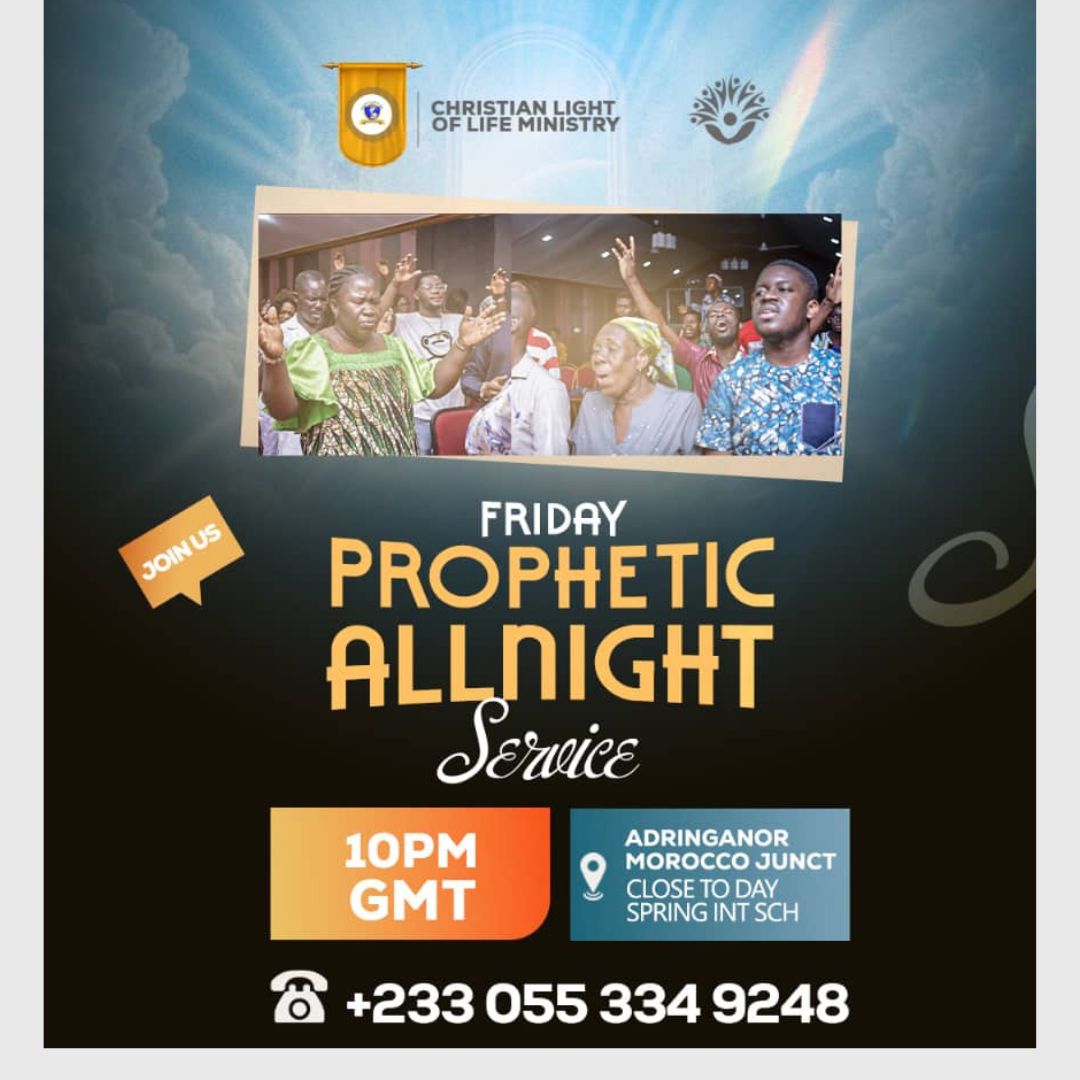 CHRISTIAN LIGHT
OF LIFE MINISTRY
JOIN US
FRIDAY
PROPHETIC
ALLNIGHT
Service
10PM
GMT
ADRINGANOR
MOROCCO JUNCT
CLOSE TO DAY
SPRING INT SCH
+233 055 334 9248